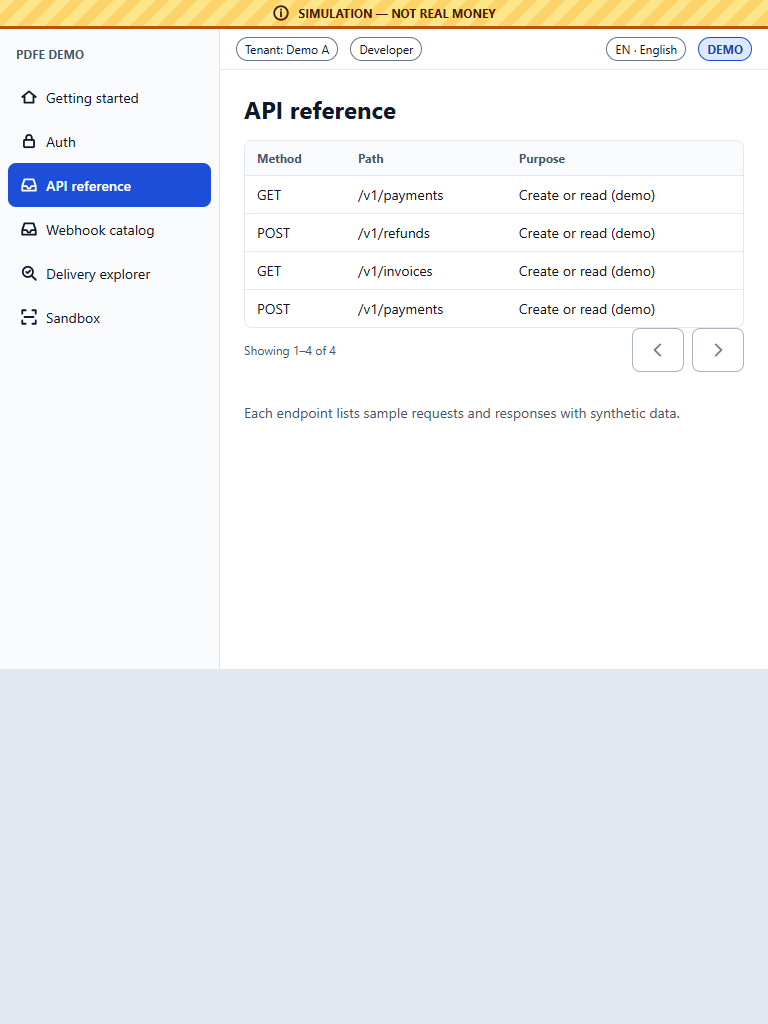 SIMULATION — NOT REAL MONEY
PDFE DEMO
Getting started
Auth
API reference
Webhook catalog
Delivery explorer
Sandbox
Tenant: Demo A
Developer
EN · English
DEMO
API reference
Method Path Purpose
GET /v1/payments Create or read (demo)
POST /v1/refunds Create or read (demo)
GET /v1/invoices Create or read (demo)
POST /v1/payments Create or read (demo)
Showing 1–4 of 4
Each endpoint lists sample requests and responses with synthetic data.